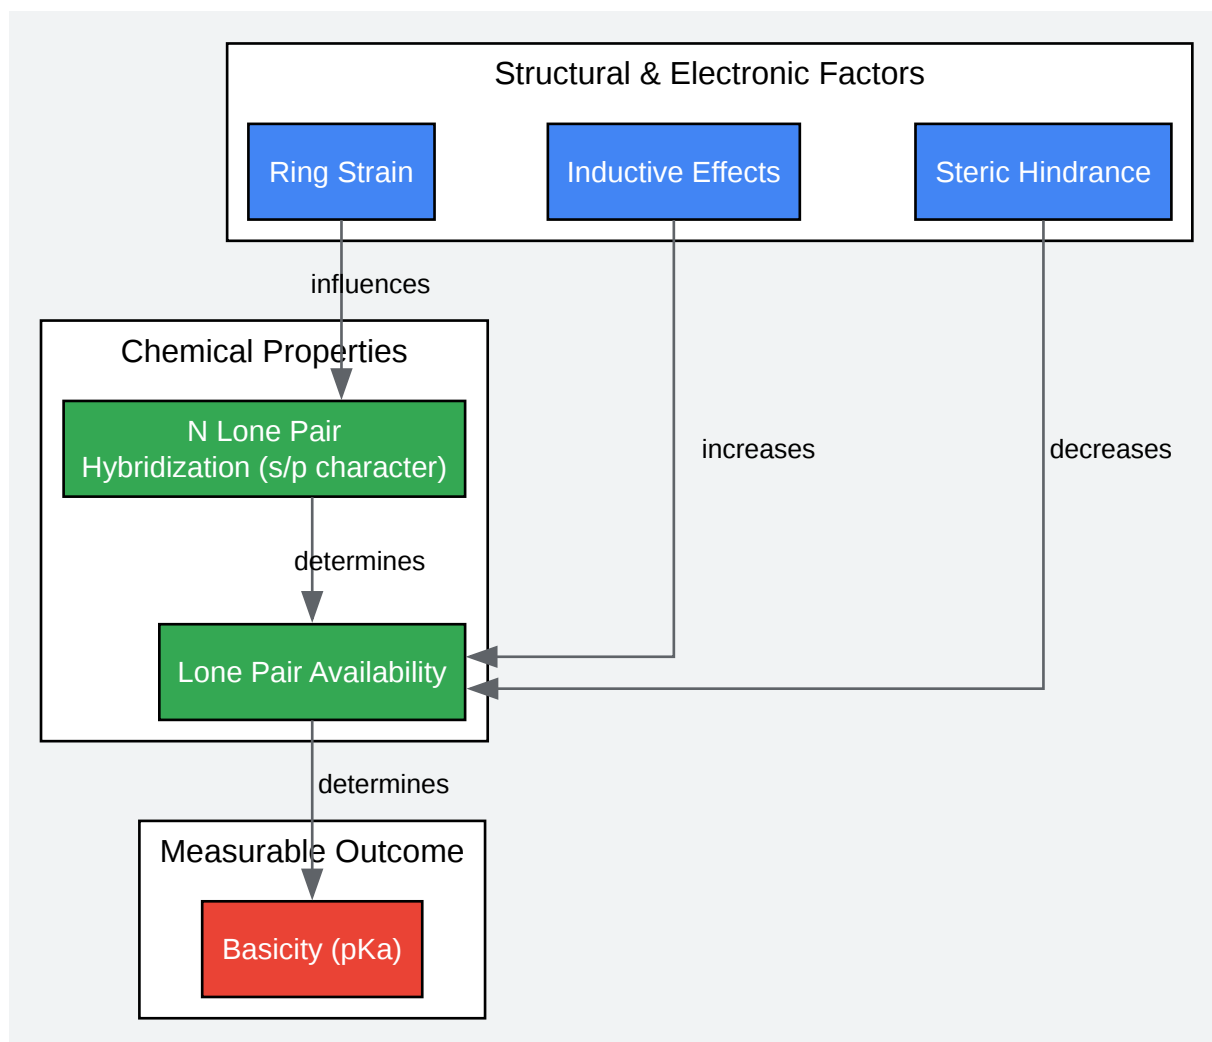 Structural & Electronic Factors
Ring Strain
Inductive Effects
Steric Hindrance
influences
Chemical Properties
N Lone Pair
Hybridization (s/p character)
increases
decreases
determines
Lone Pair Availability
determines
Measurable Outcome
Basicity (pKa)